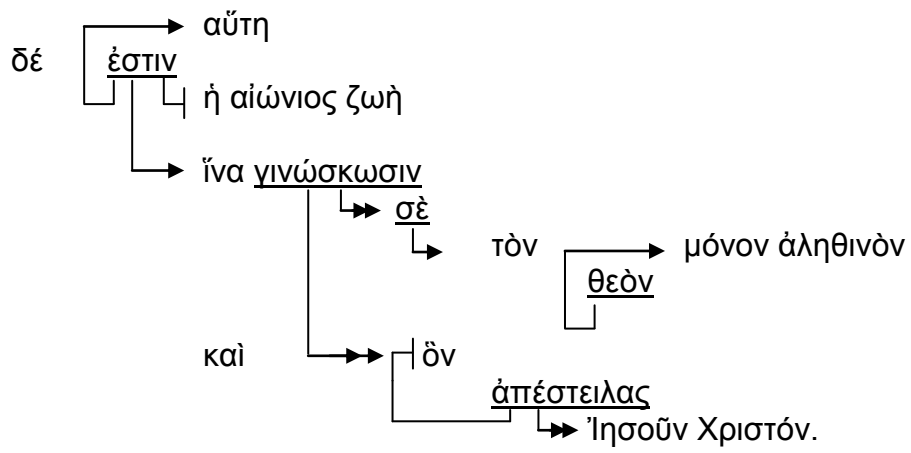 αὕτη
δέ ἐστιν
ἡ αἰώνιος ζωὴ
ἵνα γινώσκωσιν
σὲ
τὸν μόνον ἀληθινὸν
θεὸν
καὶ ὃν
ἀπέστειλας
Ἰησοῦν Χριστόν.